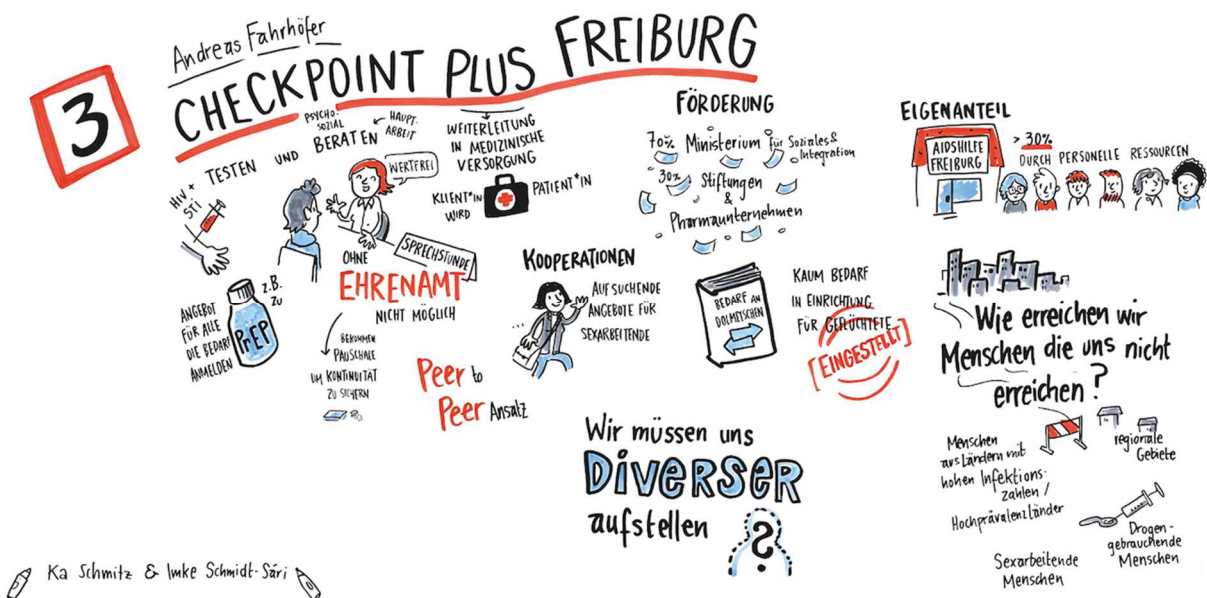 3
Andreas Fahrhöfer
CHECKPOINT PLUS FREIBURG
TESTEN UND BERATEN
PSYCHO-
SOZIAL
HAUPT-
ARBEIT
HIV +
STI
WERTFREI
SPRECHSTUNDE
WEITERLEITUNG
IN MEDIZINISCHE
VERSORGUNG
KLIENT*IN
WIRD
PATIENT*IN
ANGEBOT
FÜR ALLE
DIE BEDARF
ANMELDEN
z.B.
zu
PrEP
OHNE
EHRENAMT
NICHT MÖGLICH
BEKOMMEN
PAUSCHALE
UM KONTINUITÄT
ZU SICHERN
Peer to
Peer Ansatz
KOOPERATIONEN
AUFSUCHENDE
ANGEBOTE FÜR
SEXARBEITENDE
FÖRDERUNG
70% Ministerium für Soziales &
Integration
30% Stiftungen
&
Pharmaunternehmen
BEDARF AN
DOLMETSCHEN
KAUM BEDARF
IN EINRICHTUNG
FÜR GEFLÜCHTETE
EINGESTELLT
Wir müssen uns
DIVERSER
aufstellen
?
EIGENANTEIL
AIDSHILFE
FREIBURG
> 30%
DURCH PERSONELLE RESSOURCEN
Wie erreichen wir
Menschen die uns nicht
erreichen?
Menschen
aus Ländern mit
hohen Infektions-
zahlen /
Hochprävalenzländer
regionale
Gebiete
Drogen-
gebrauchende
Menschen
Sexarbeitende
Menschen
Ka Schmitz & Imke Schmidt-Sári